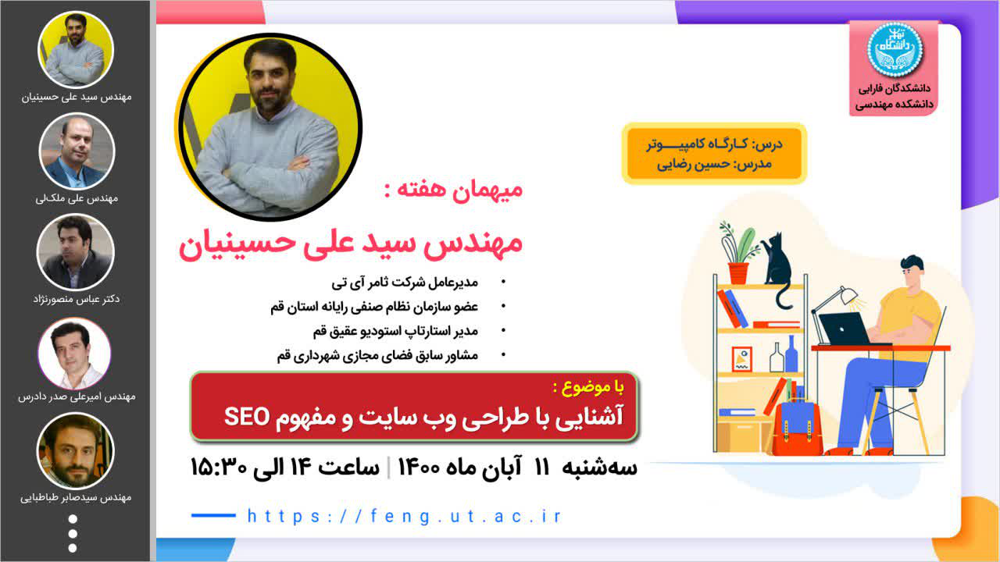 دانشگاه تهران
دانشکدگان فارابی
دانشکده مهندسی
درس: کارگاه کامپیوتر
مدرس: حسین رضایی
میهمان هفته :
مهندس سید علی حسینیان
• مدیرعامل شرکت ثامر آی تی
• عضو سازمان نظام صنفی رایانه استان قم
• مدیر استارتاپ استودیو عقیق قم
• مشاور سابق فضای مجازی شهرداری قم
با موضوع :
آشنایی با طراحی وب سایت و مفهوم SEO
سه‌شنبه ۱۱ آبان ماه ۱۴۰۰ | ساعت ۱۴ الی ۱۵:۳۰
https://feng.ut.ac.ir
مهندس سید علی حسینیان
مهندس علی ملک‌لی
دکتر عباس منصورنژاد
مهندس امیرعلی صدر دادرس
مهندس سیدصابر طباطبایی